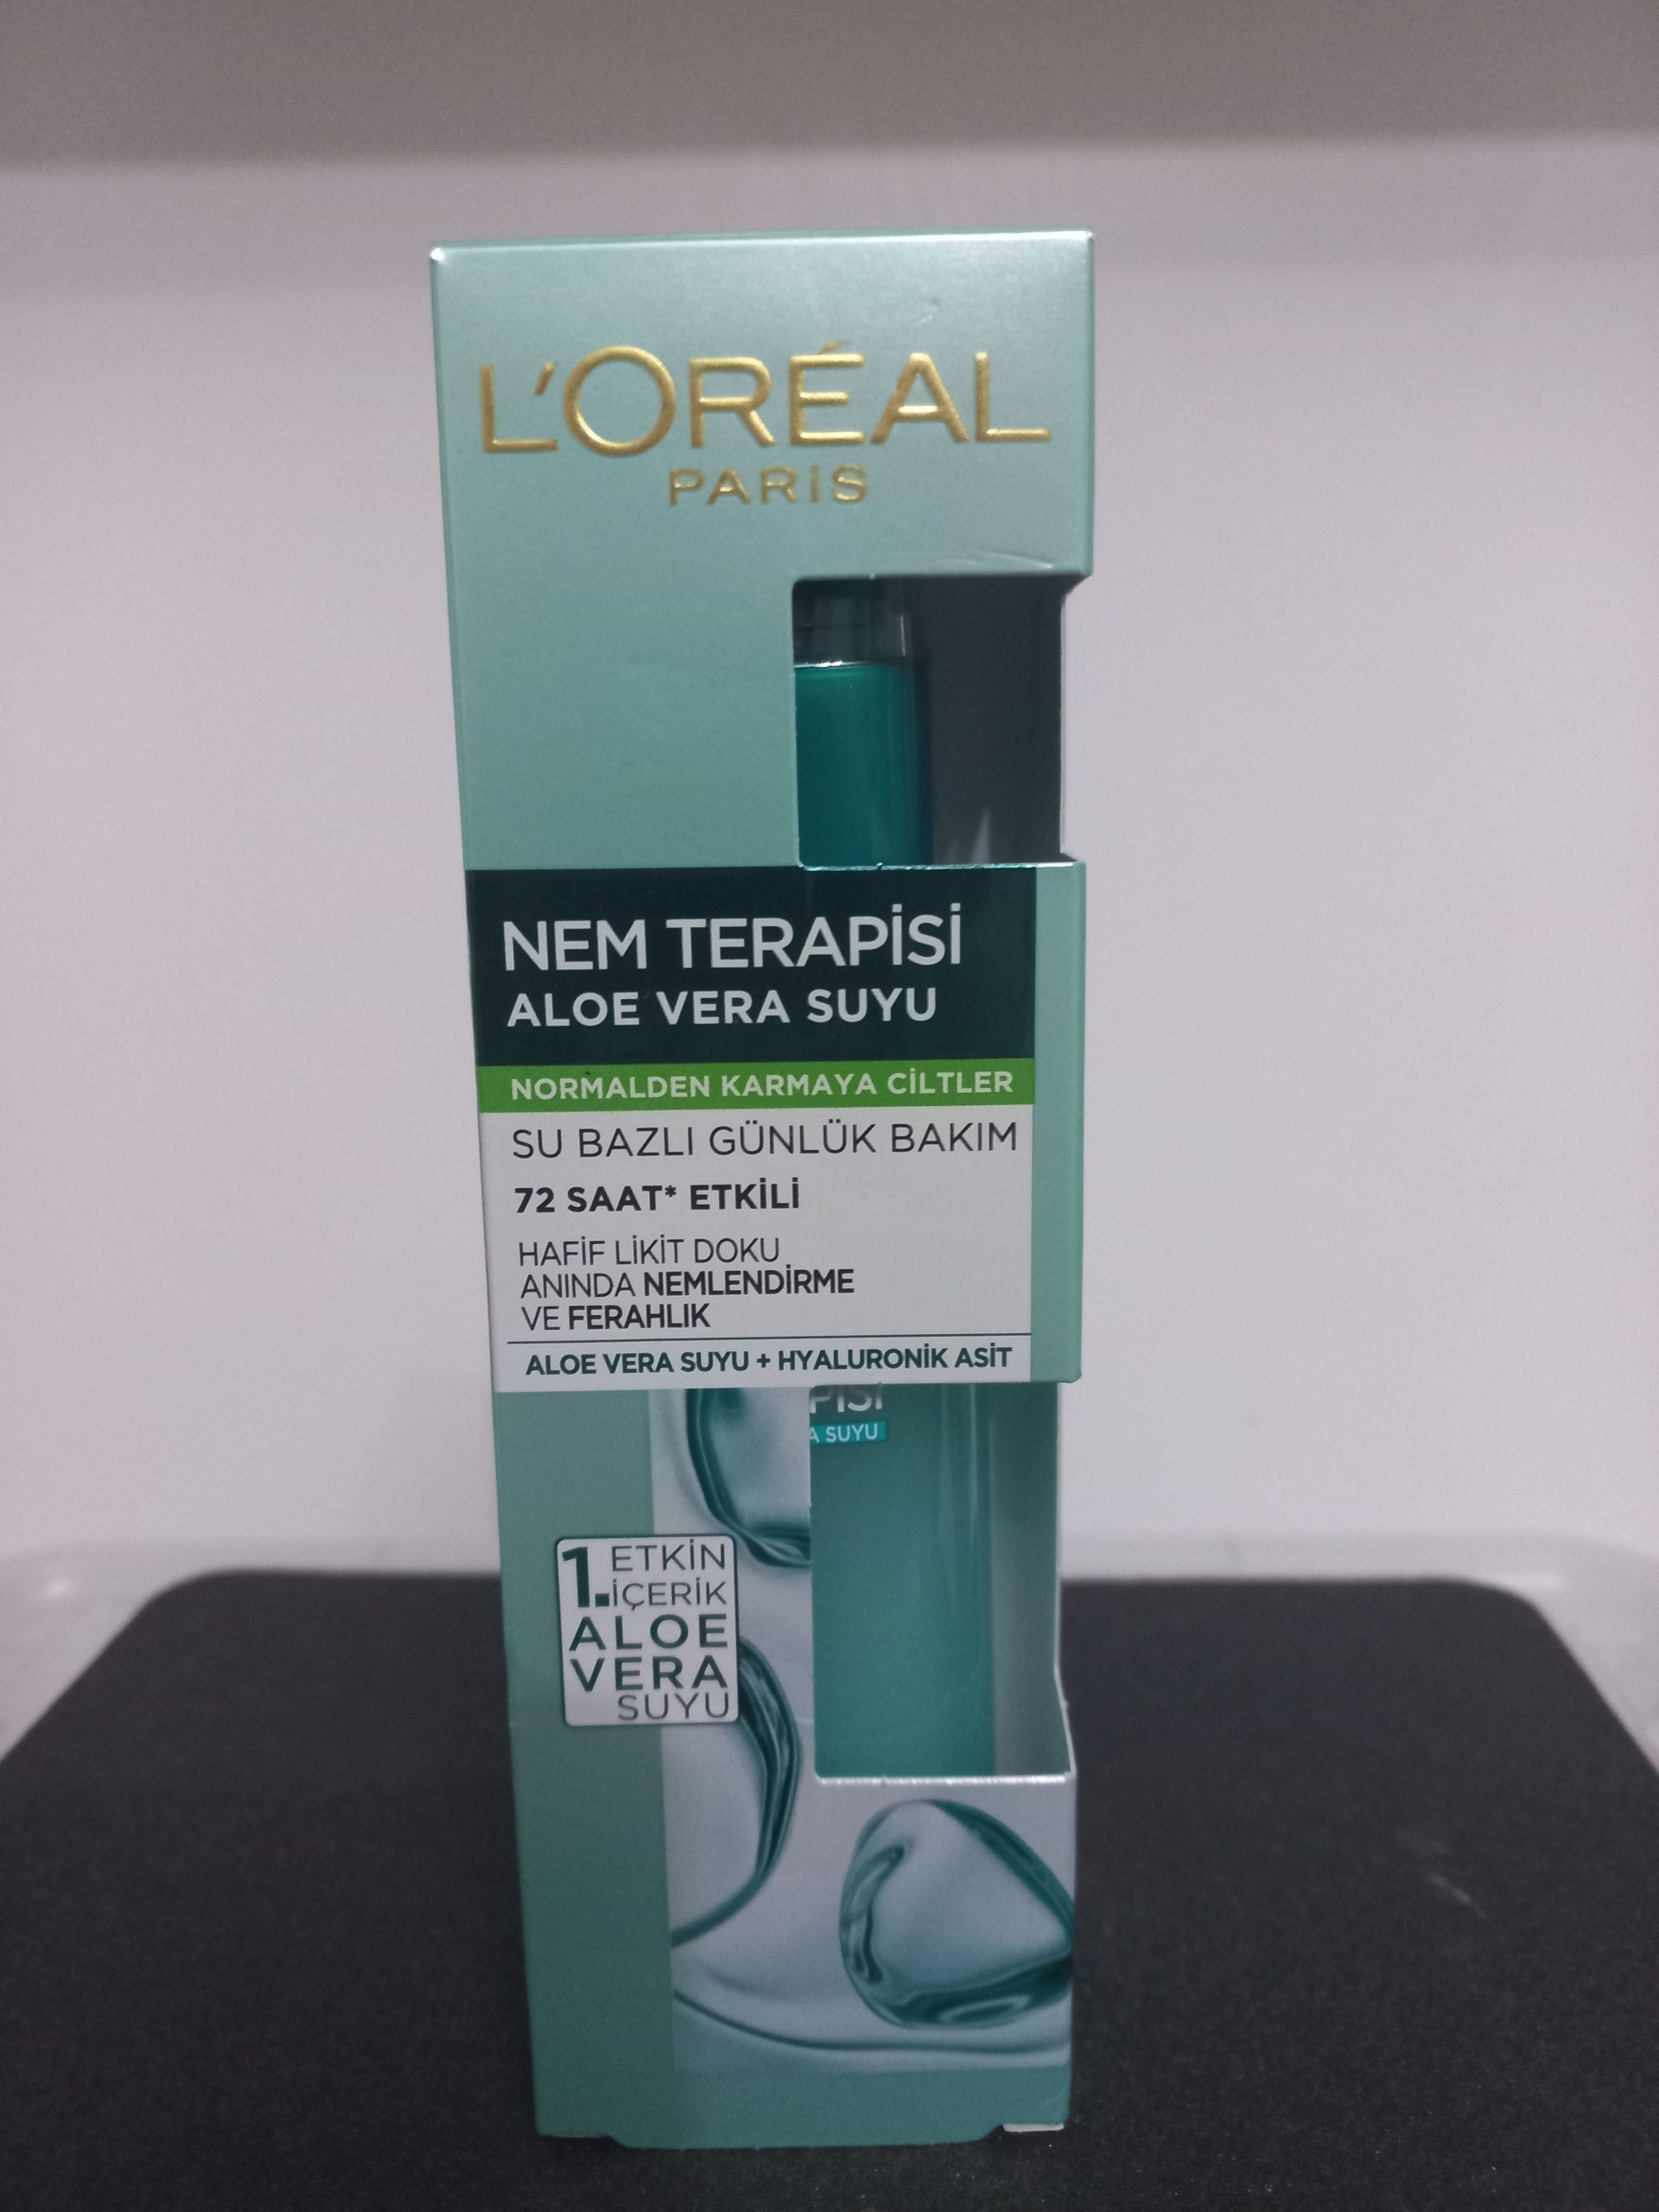 L'ORÉAL
PARİS
NEM TERAPİSİ
ALOE VERA SUYU
NORMALDEN KARMAYA CİLTLER
SU BAZLI GÜNLÜK BAKIM
72 SAAT* ETKİLİ
HAFİF LİKİT DOKU
ANINDA NEMLENDİRME
VE FERAHLIK
ALOE VERA SUYU + HYALURONİK ASİT
SUYU
1. ETKİN
İÇERİK
ALOE
VERA
SUYU